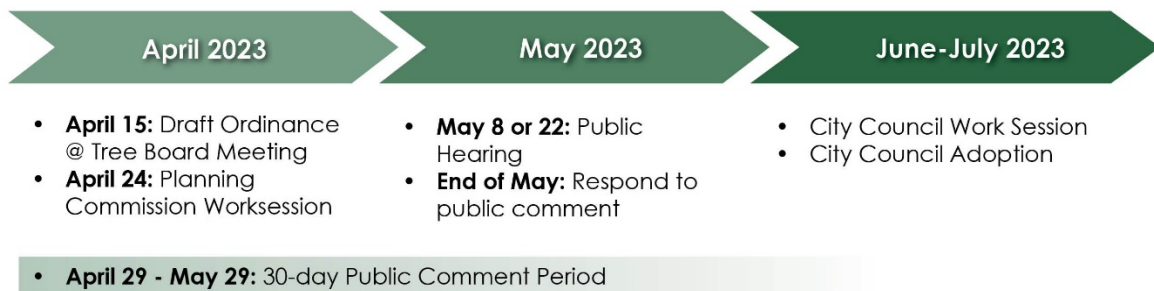 April 2023
May 2023
June-July 2023
• April 15: Draft Ordinance
@ Tree Board Meeting
• April 24: Planning
Commission Worksession
• May 8 or 22: Public
Hearing
• End of May: Respond to
public comment
• City Council Work Session
• City Council Adoption
• April 29 - May 29: 30-day Public Comment Period